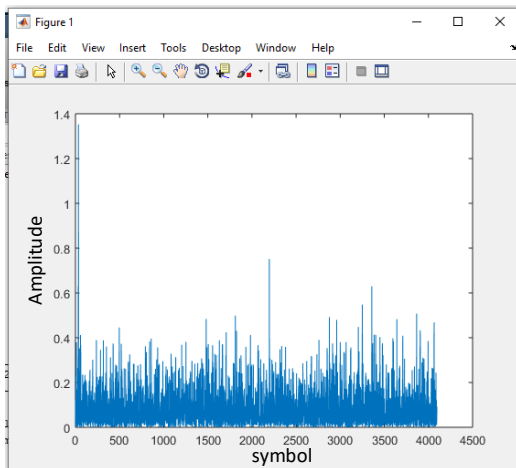 Figure 1
File Edit View Insert Tools Desktop Window Help
1.4
1.2
1
0.8
0.6
0.4
0.2
0
Amplitude
0 500 1000 1500 2000 2500 3000 3500 4000 4500
symbol